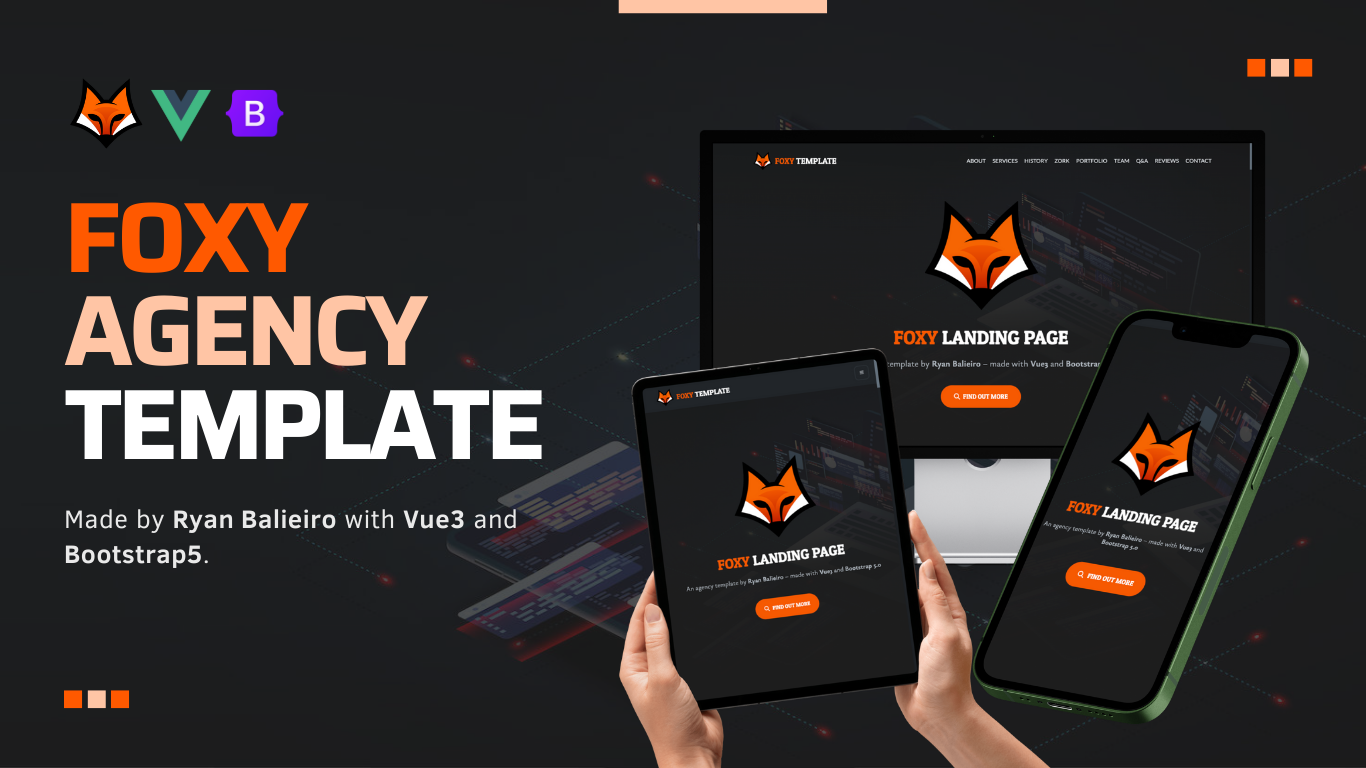 B
FOXY
AGENCY
TEMPLATE
Made by Ryan Balieiro with Vue3 and
Bootstrap5.
FOXY TEMPLATE
ABOUT SERVICES HISTORY ZORK PORTFOLIO TEAM Q&A REVIEWS CONTACT
FOXY LANDING PAGE
template by Ryan Balieiro – made with Vue3 and
FIND OUT MORE
FOXY TEMPLATE
FOXY LANDING PAGE
An agency template by Ryan Balieiro – made with Vue3 and Bootstrap 5.0
FIND OUT MORE
FOXY LANDING PAGE
An agency template by Ryan Balieiro – made with Vue3 and
Bootstrap 5.0
FIND OUT MORE